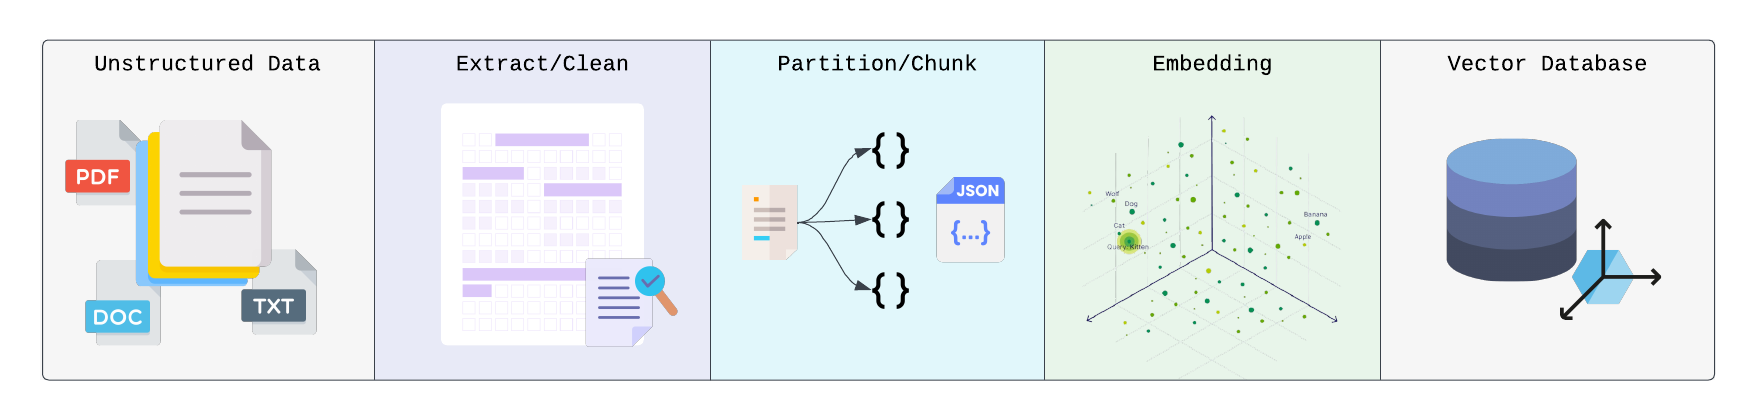 Unstructured Data
Extract/Clean
Partition/Chunk
Embedding
Vector Database
PDF
DOC
TXT
{ }
{ }
{ }
JSON
{...}
Wolf
Dog
Cat
Query: Kitten
Banana
Apple